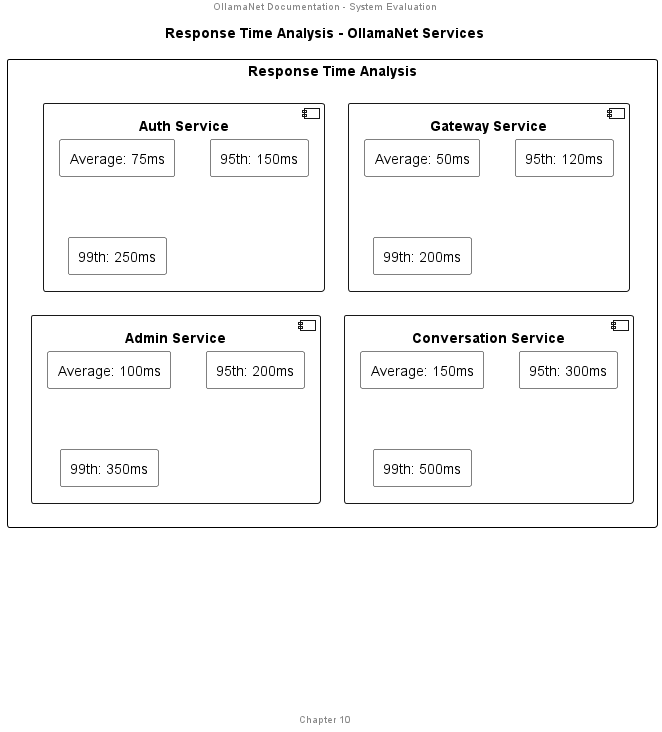 OllamaNet Documentation - System Evaluation
Response Time Analysis - OllamaNet Services
Response Time Analysis
Auth Service
Average: 75ms
95th: 150ms
99th: 250ms
Gateway Service
Average: 50ms
95th: 120ms
99th: 200ms
Admin Service
Average: 100ms
95th: 200ms
99th: 350ms
Conversation Service
Average: 150ms
95th: 300ms
99th: 500ms
Chapter 10